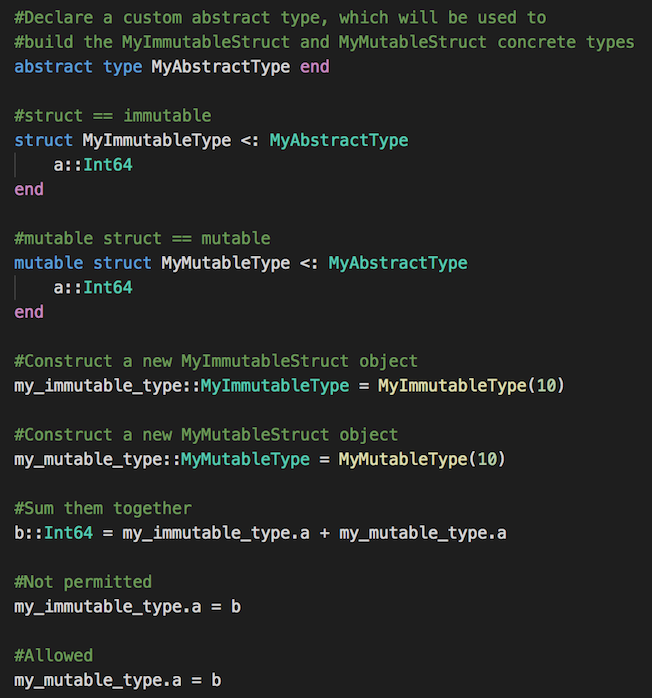 #Declare a custom abstract type, which will be used to
#build the MyImmutableStruct and MyMutableStruct concrete types
abstract type MyAbstractType end
#struct == immutable
struct MyImmutableType <: MyAbstractType
    a::Int64
end
#mutable struct == mutable
mutable struct MyMutableType <: MyAbstractType
    a::Int64
end
#Construct a new MyImmutableStruct object
my_immutable_type::MyImmutableType = MyImmutableType(10)
#Construct a new MyMutableStruct object
my_mutable_type::MyMutableType = MyMutableType(10)
#Sum them together
b::Int64 = my_immutable_type.a + my_mutable_type.a
#Not permitted
my_immutable_type.a = b
#Allowed
my_mutable_type.a = b